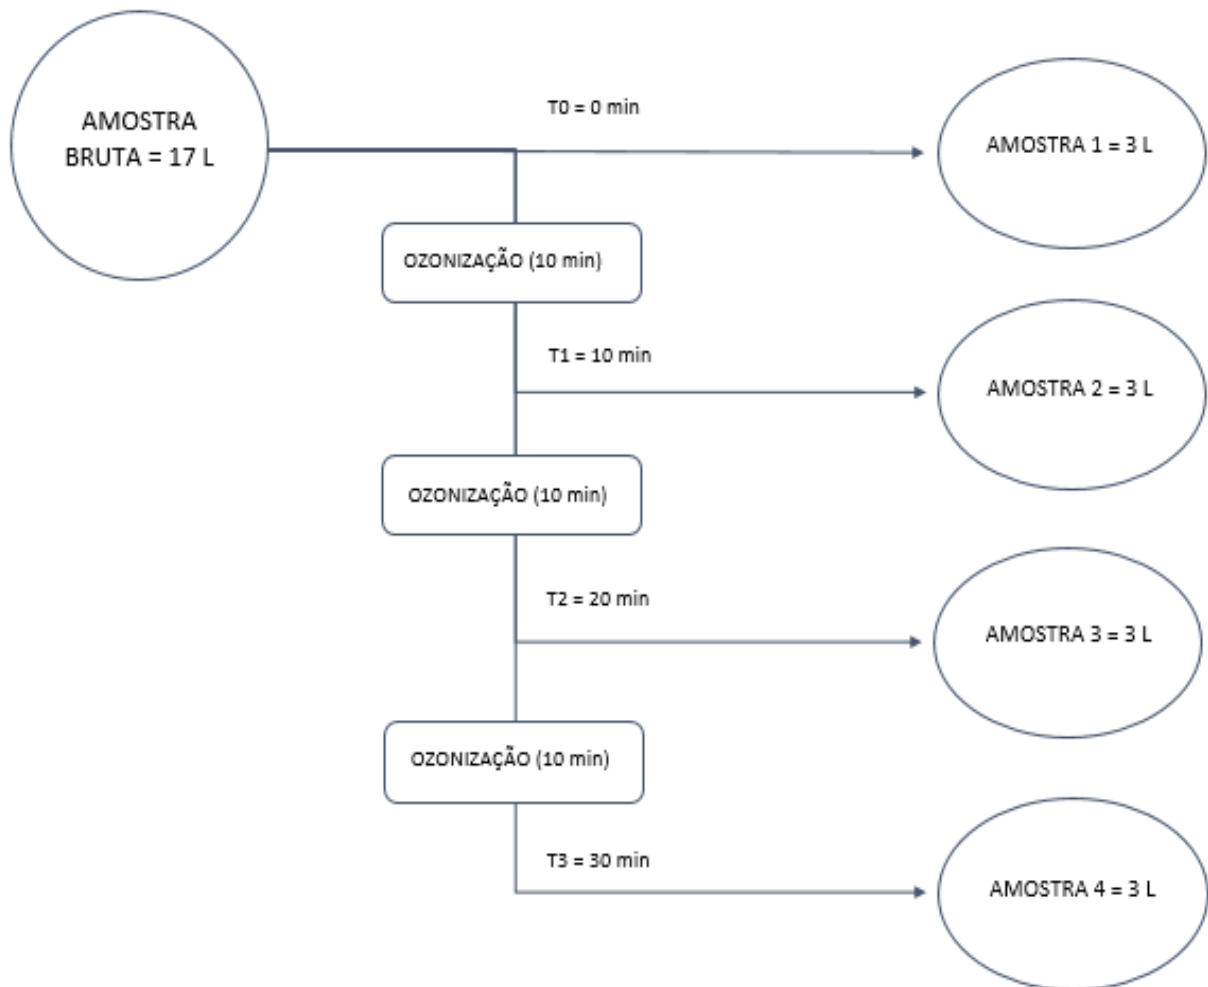 AMOSTRA
BRUTA = 17 L
T0 = 0 min
AMOSTRA 1 = 3 L
OZONIZAÇÃO (10 min)
T1 = 10 min
AMOSTRA 2 = 3 L
OZONIZAÇÃO (10 min)
T2 = 20 min
AMOSTRA 3 = 3 L
OZONIZAÇÃO (10 min)
T3 = 30 min
AMOSTRA 4 = 3 L